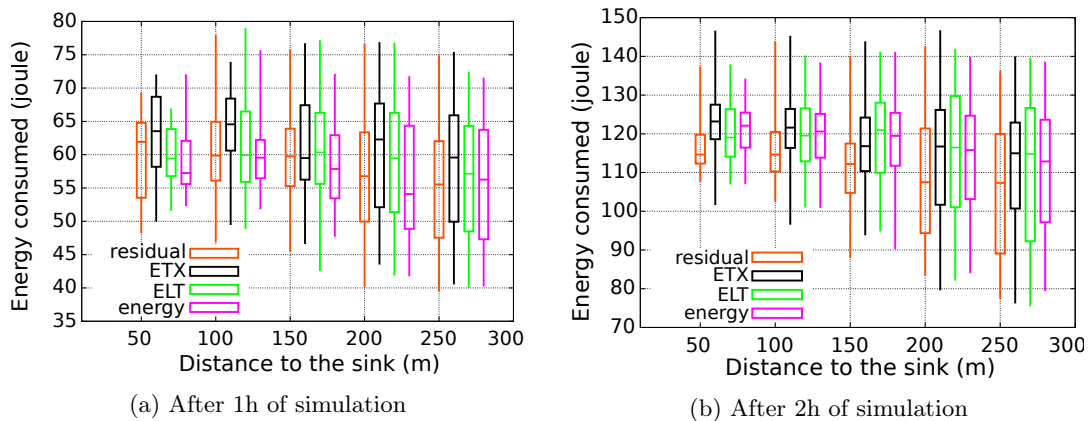 80
75
70
65
60
55
50
45
40
35
Energy consumed (joule)
residual
ETX
ELT
energy
50 100 150 200 250 300
Distance to the sink (m)
(a) After 1h of simulation
150
140
130
120
110
100
90
80
70
Energy consumed (joule)
residual
ETX
ELT
energy
50 100 150 200 250 300
Distance to the sink (m)
(b) After 2h of simulation